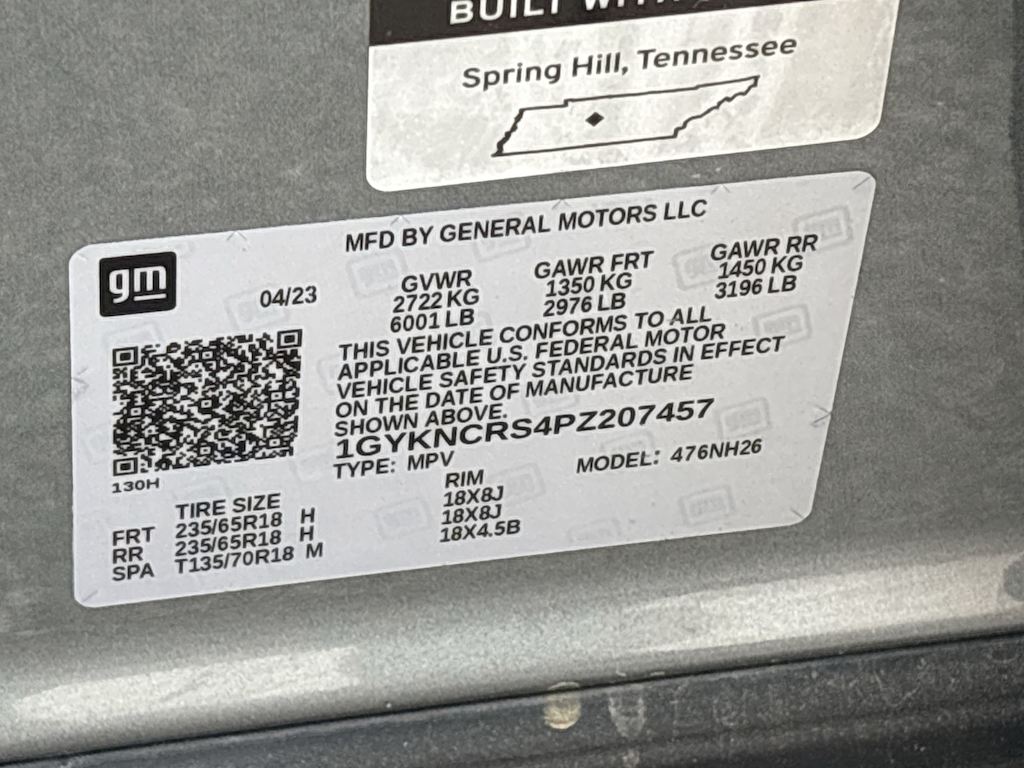 BUILT WITH
Spring Hill, Tennessee
MFD BY GENERAL MOTORS LLC
gm
04/23
GVWR GAWR FRT GAWR RR
2722 KG 1350 KG 1450 KG
6001 LB 2976 LB 3196 LB
THIS VEHICLE CONFORMS TO ALL
APPLICABLE U.S. FEDERAL MOTOR
VEHICLE SAFETY STANDARDS IN EFFECT
ON THE DATE OF MANUFACTURE
SHOWN ABOVE.
1GYKNCRS4PZ207457
TYPE: MPV MODEL: 476NH26
130H
TIRE SIZE RIM
FRT 235/65R18 H 18X8J
RR 235/65R18 H 18X8J
SPA T135/70R18 M 18X4.5B